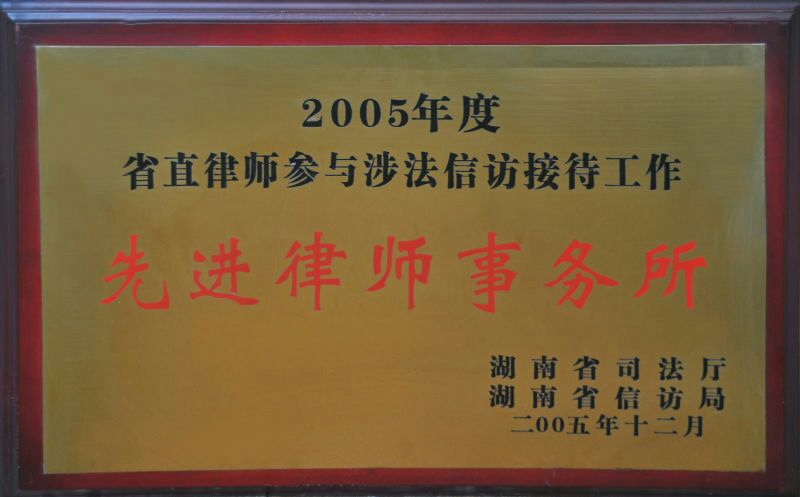 2005年度
省直律师参与涉法信访接待工作
先进律师事务所
湖南省司法厅
湖南省信访局
二00五年十二月